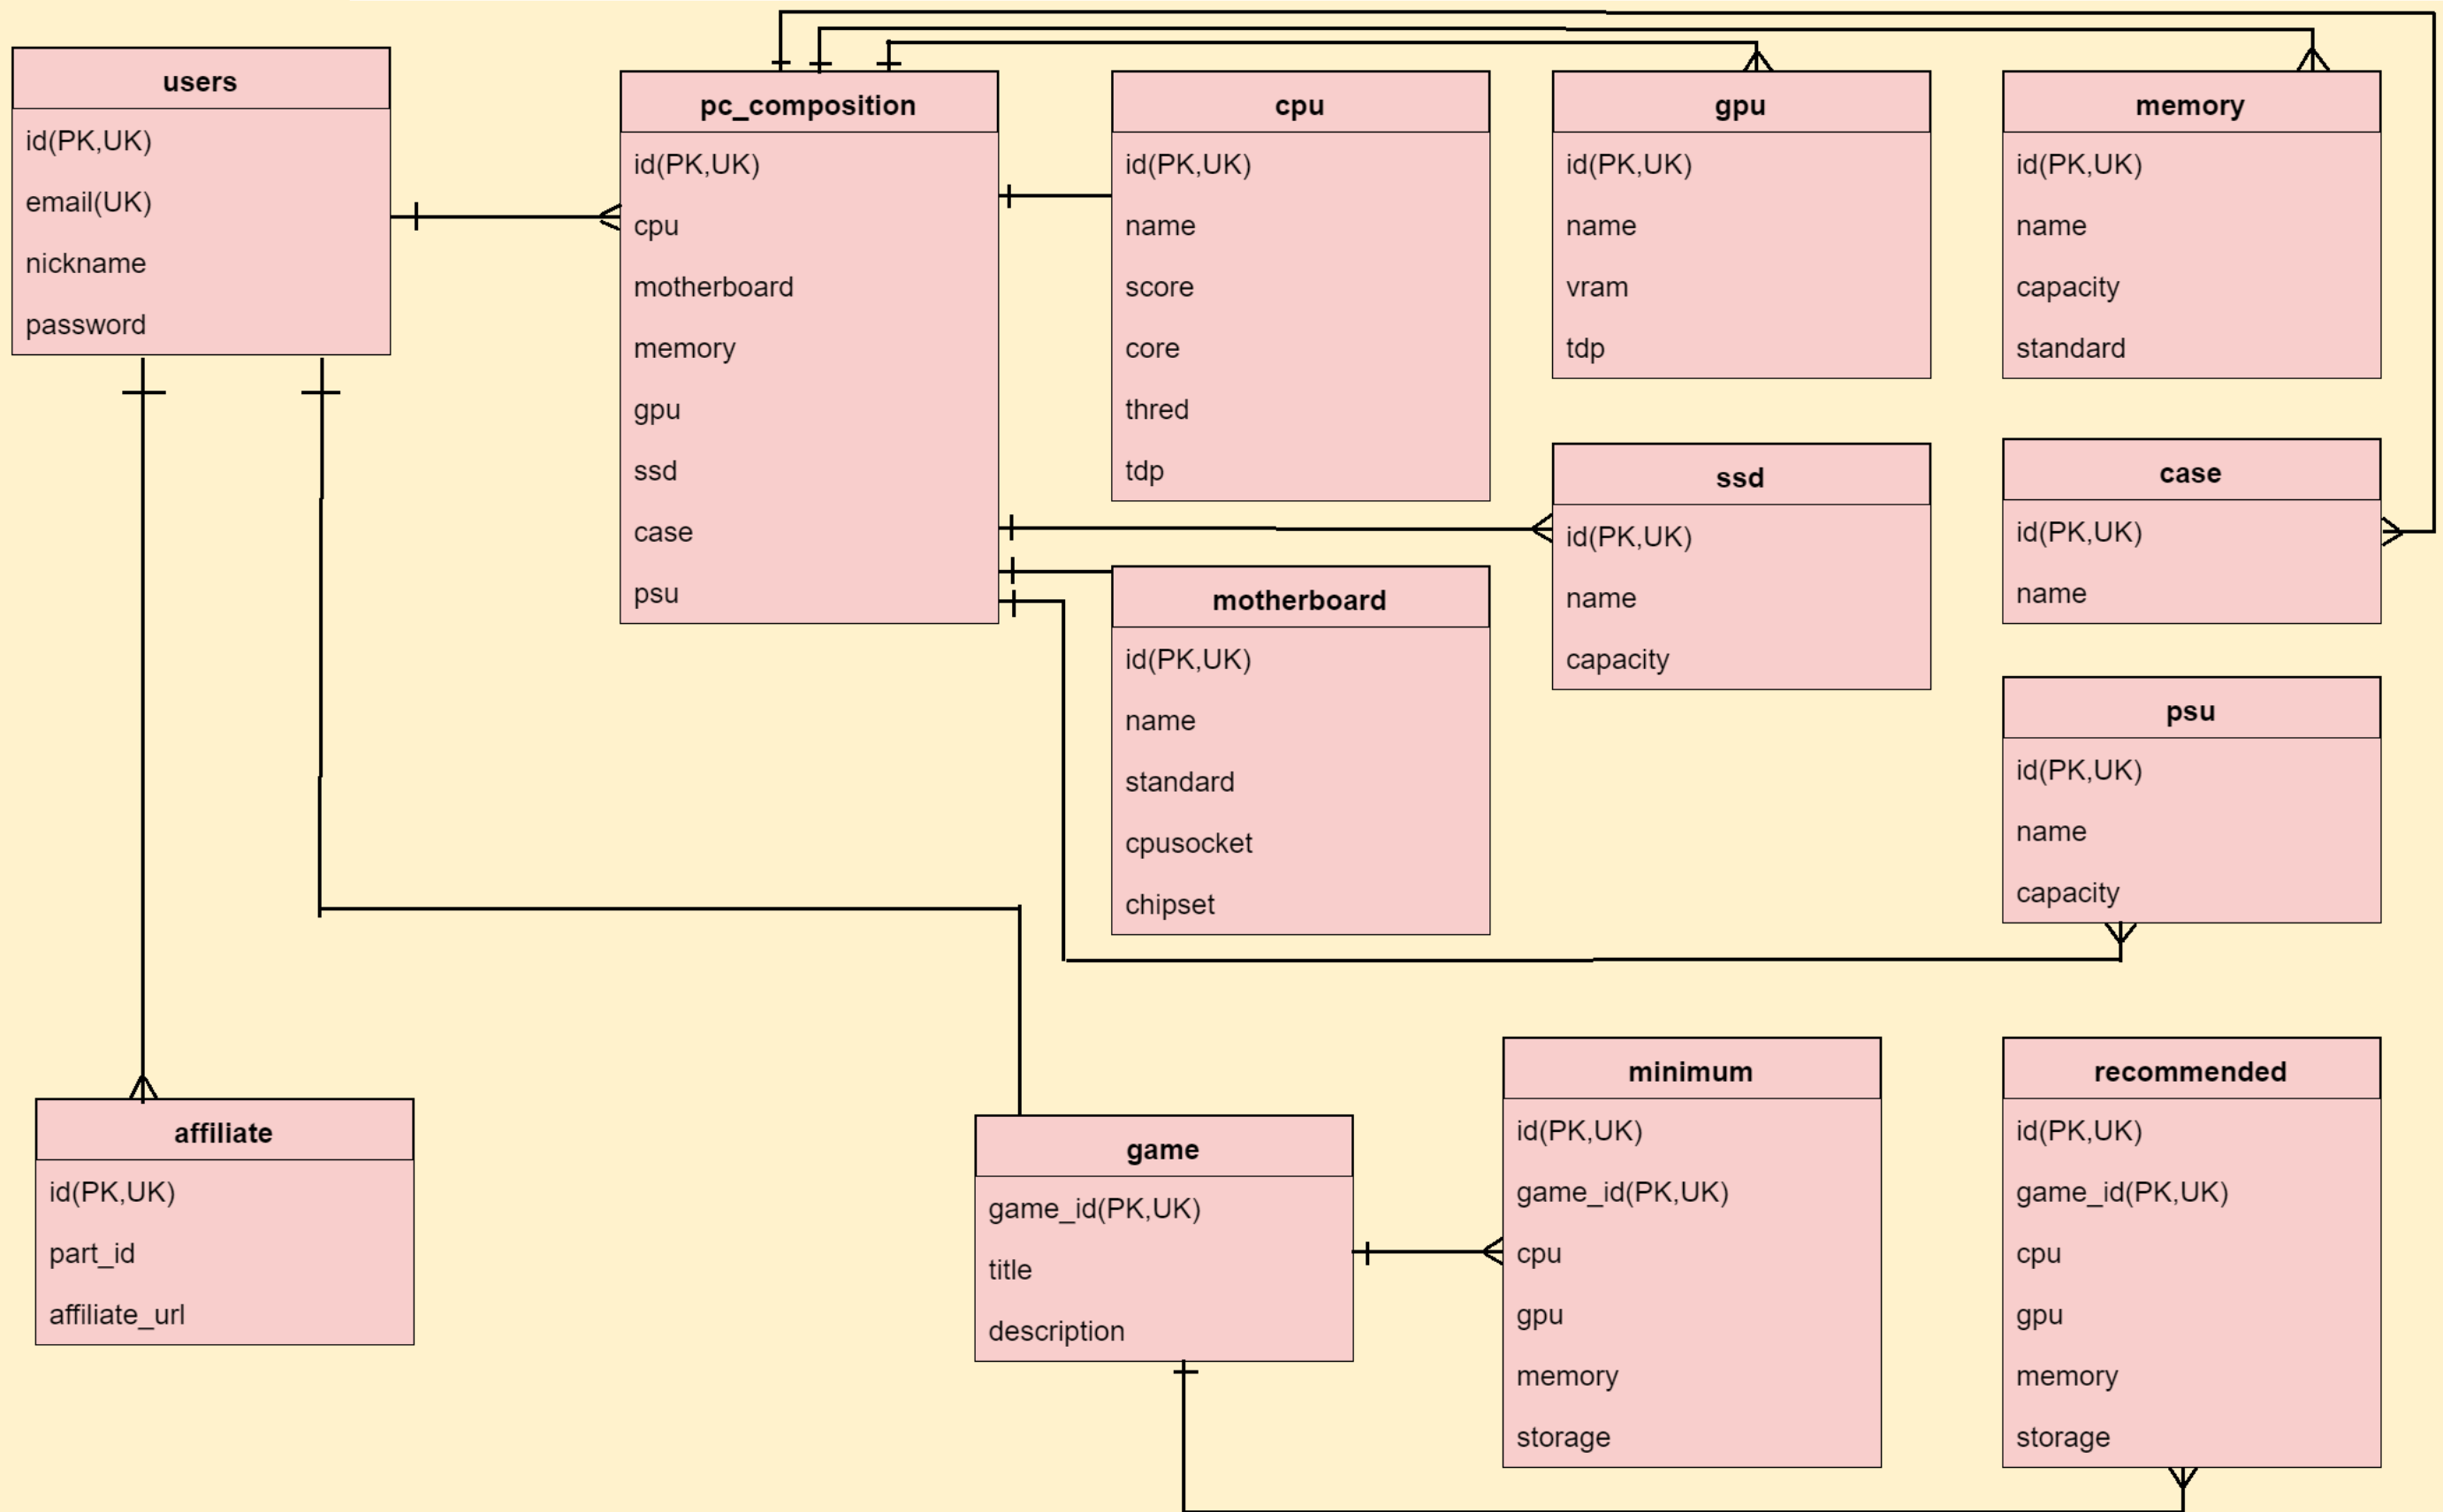 users
id(PK,UK)
email(UK)
nickname
password
pc_composition
id(PK,UK)
cpu
motherboard
memory
gpu
ssd
case
psu
cpu
id(PK,UK)
name
score
core
thred
tdp
gpu
id(PK,UK)
name
vram
tdp
memory
id(PK,UK)
name
capacity
standard
ssd
id(PK,UK)
name
capacity
case
id(PK,UK)
name
motherboard
id(PK,UK)
name
standard
cpusocket
chipset
psu
id(PK,UK)
name
capacity
affiliate
id(PK,UK)
part_id
affiliate_url
game
game_id(PK,UK)
title
description
minimum
id(PK,UK)
game_id(PK,UK)
cpu
gpu
memory
storage
recommended
id(PK,UK)
game_id(PK,UK)
cpu
gpu
memory
storage